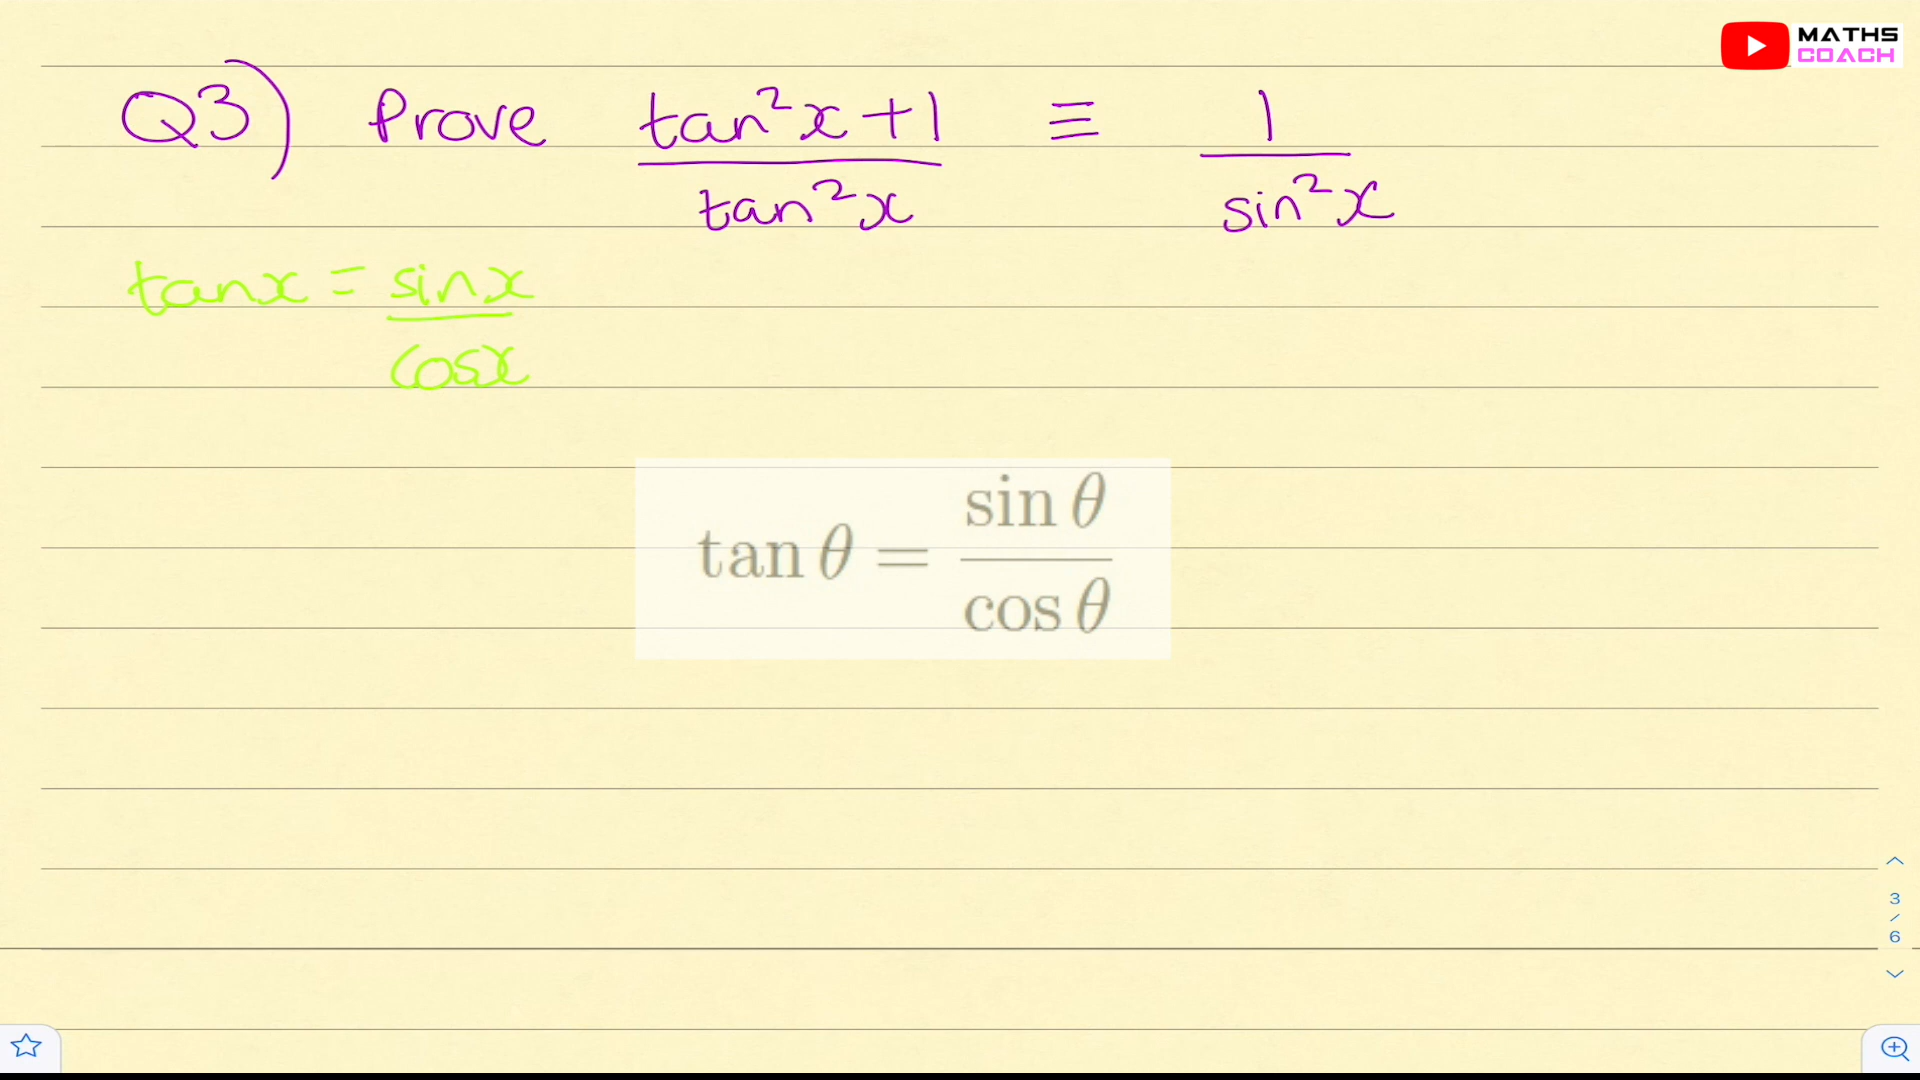 MATHS
COACH
Q3) Prove tan²x+1 ≡ 1
tan²x sin²x
tanx = sinx
cosx
sin θ
tan θ =
cos θ
3
/
6